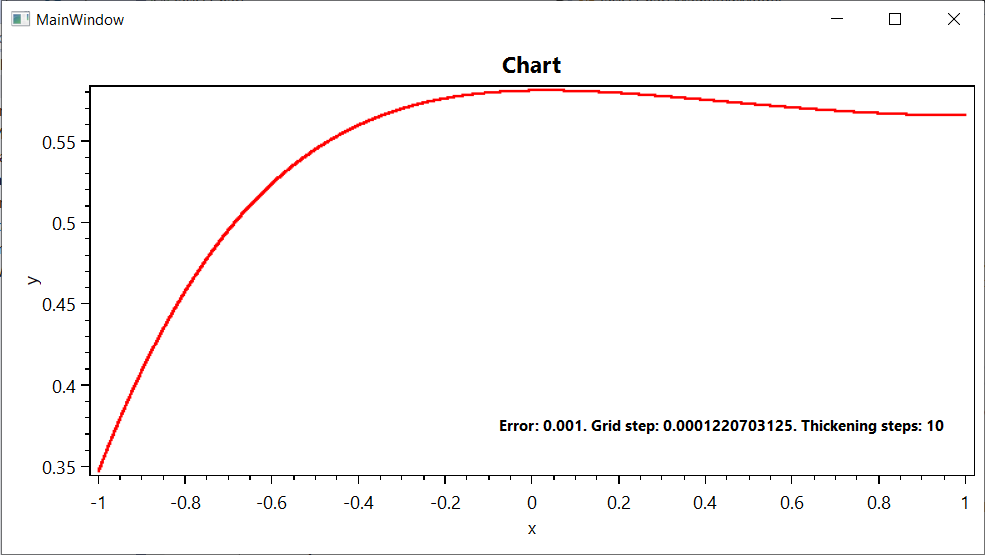 MainWindow
Chart
0.55
0.5
0.45
0.4
0.35
y
Error: 0.001. Grid step: 0.0001220703125. Thickening steps: 10
-1 -0.8 -0.6 -0.4 -0.2 0 0.2 0.4 0.6 0.8 1
x